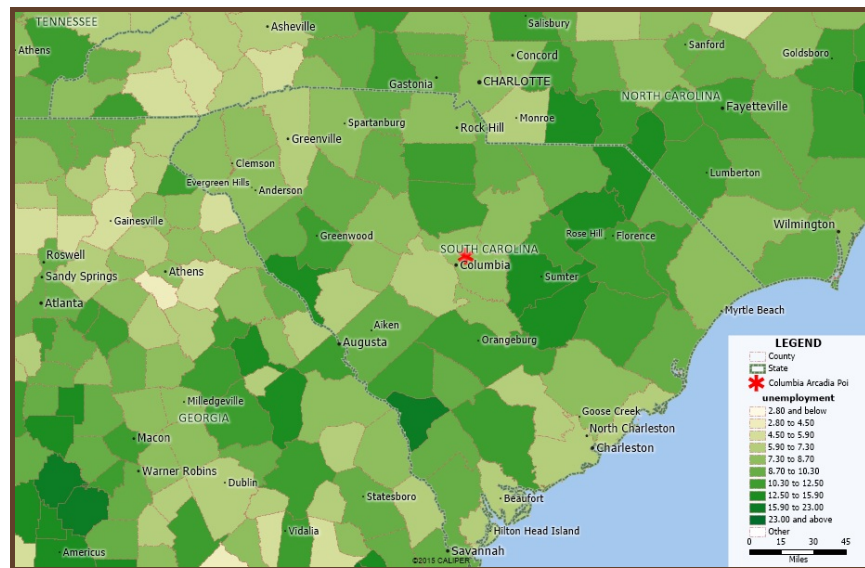 TENNESSEE
Asheville
Salisbury
Athens
Concord
Sanford
Goldsboro
Gastonia
CHARLOTTE
NORTH CAROLINA
Fayetteville
Spartanburg
Rock Hill
Monroe
Greenville
Clemson
Lumberton
Evergreen Hills
Anderson
Gainesville
Greenwood
Rose Hill
Florence
Wilmington
SOUTH CAROLINA
Roswell
Columbia
Sandy Springs
Athens
Sumter
Atlanta
Myrtle Beach
Aiken
Augusta
Orangeburg
Milledgeville
GEORGIA
Goose Creek
Macon
North Charleston
Charleston
Warner Robins
Dublin
Statesboro
Beaufort
Vidalia
Hilton Head Island
Americus
Savannah
©2015 CALIPER
LEGEND
County
State
Columbia Arcadia Poi
unemployment
2.80 and below
2.80 to 4.50
4.50 to 5.90
5.90 to 7.30
7.30 to 8.70
8.70 to 10.30
10.30 to 12.50
12.50 to 15.90
15.90 to 23.00
23.00 and above
Other
0 15 30 45
Miles